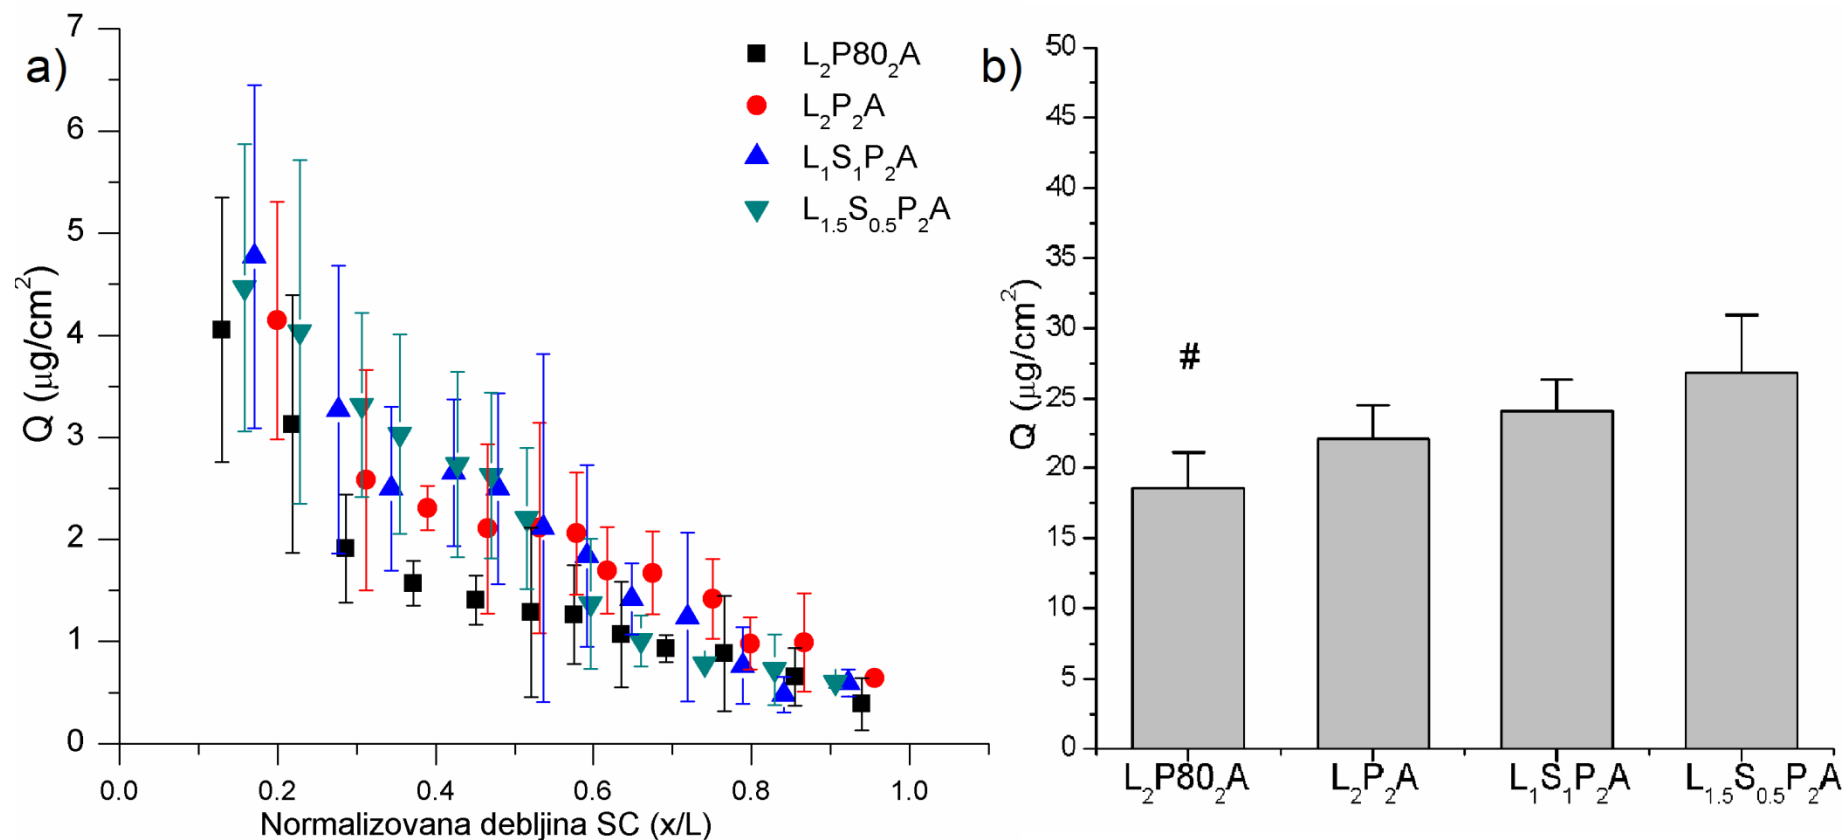 a)
7
6
5
4
3
2
1
0
Q (μg/cm²)
L₂P80₂A
L₂P₂A
L₁S₁P₂A
L₁.₅S₀.₅P₂A
0.0 0.2 0.4 0.6 0.8 1.0
Normalizovana debljina SC (x/L)
b)
50
45
40
35
30
25
20
15
10
5
0
Q (μg/cm²)
#
L₂P80₂A L₂P₂A L₁S₁P₂A L₁.₅S₀.₅P₂A